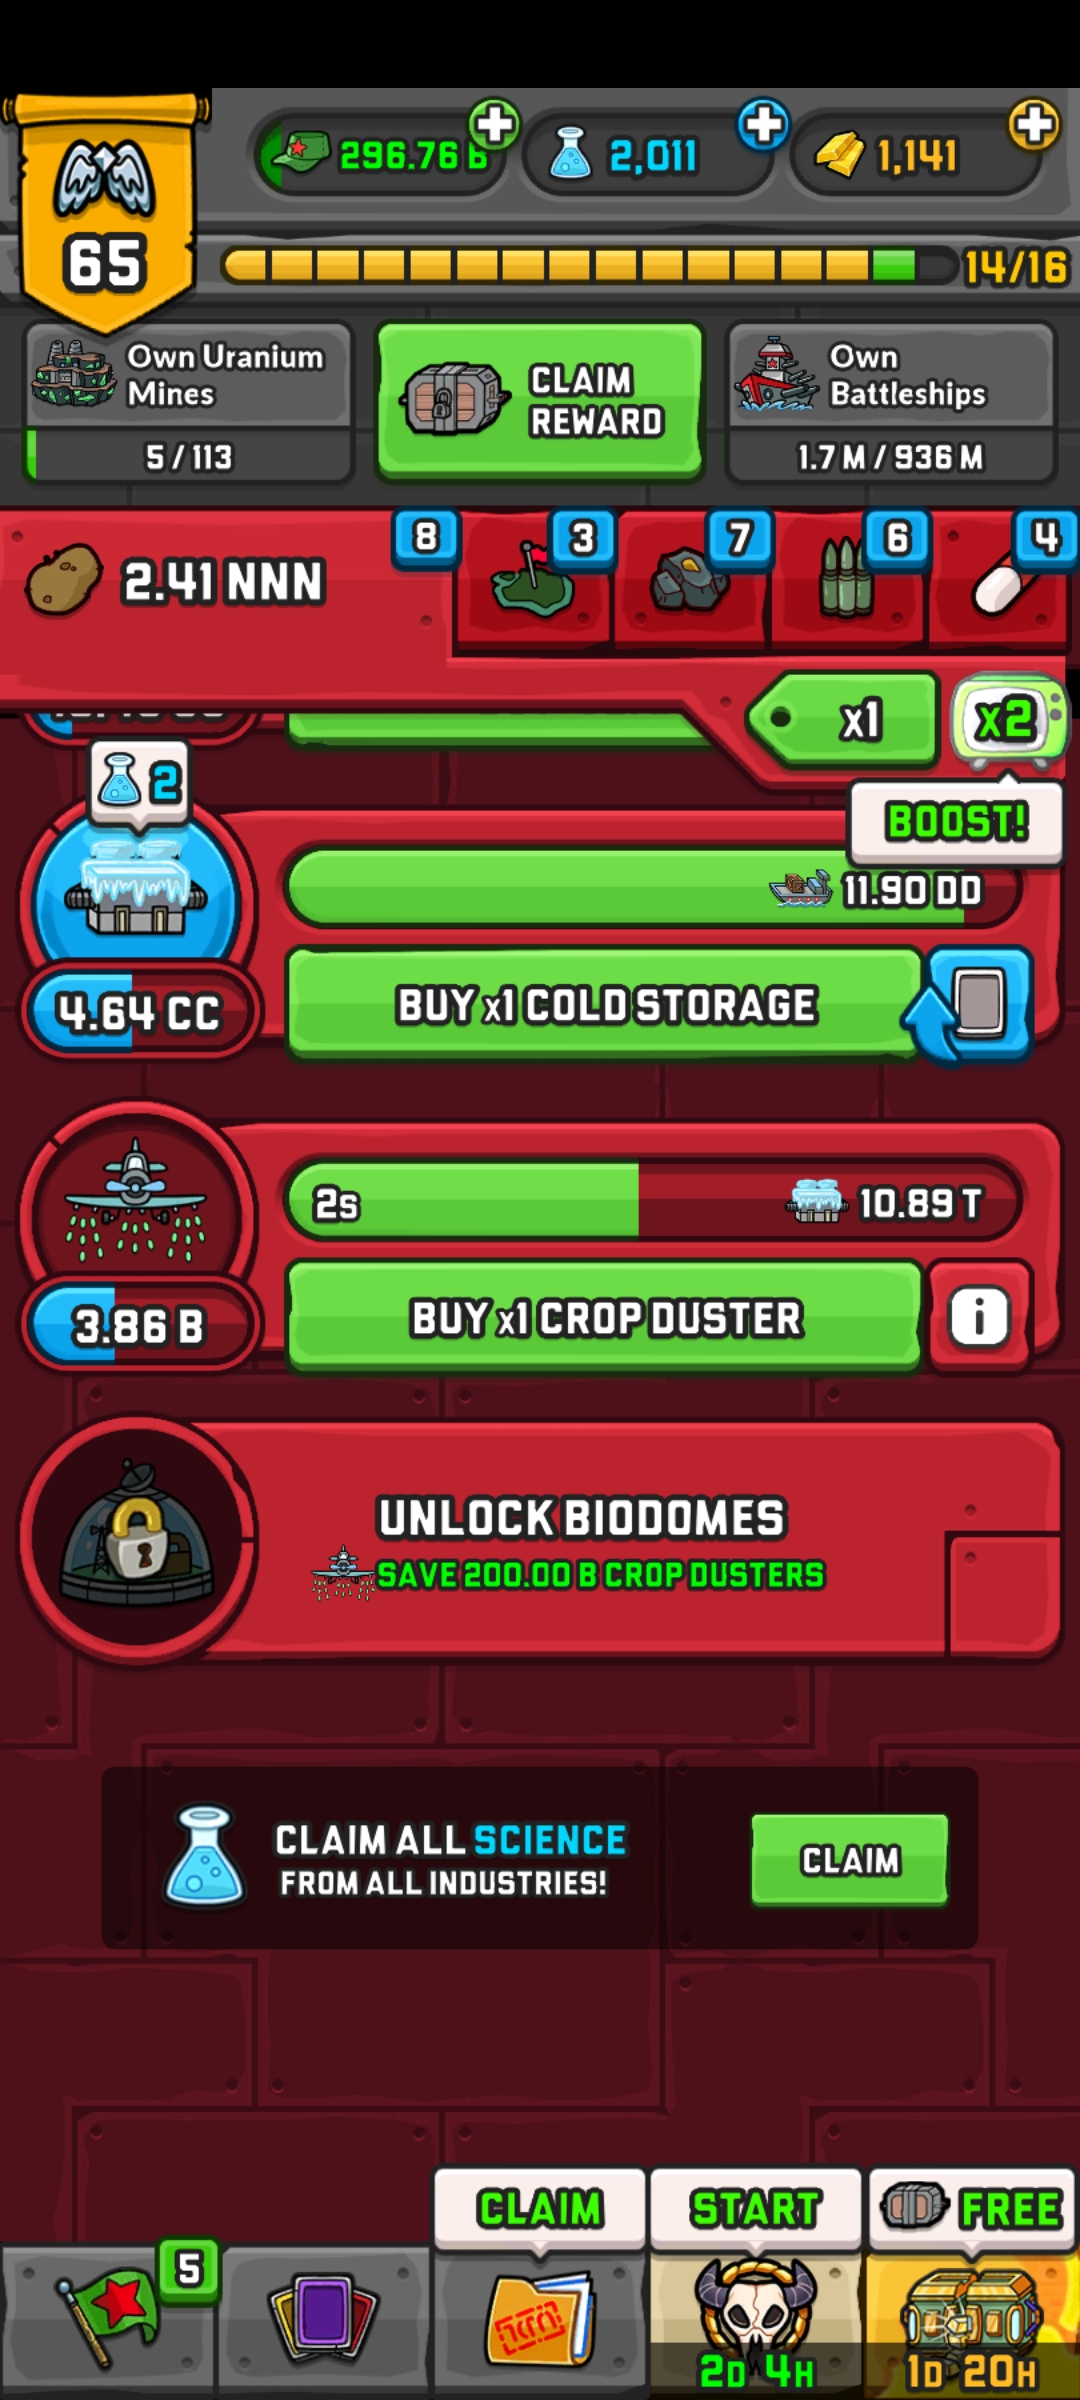 65
296.76 B
2,011
1,141
14/16
Own Uranium
Mines
5 / 113
CLAIM
REWARD
Own
Battleships
1.7 M / 936 M
2.41 NNN
8
3
7
6
4
x1
x2
BOOST!
2
11.90 DD
4.64 CC
BUY x1 COLD STORAGE
2s
10.89 T
3.86 B
BUY x1 CROP DUSTER
i
UNLOCK BIODOMES
SAVE 200.00 B CROP DUSTERS
CLAIM ALL SCIENCE
FROM ALL INDUSTRIES!
CLAIM
CLAIM
START
FREE
5
2D 4H
1D 20H